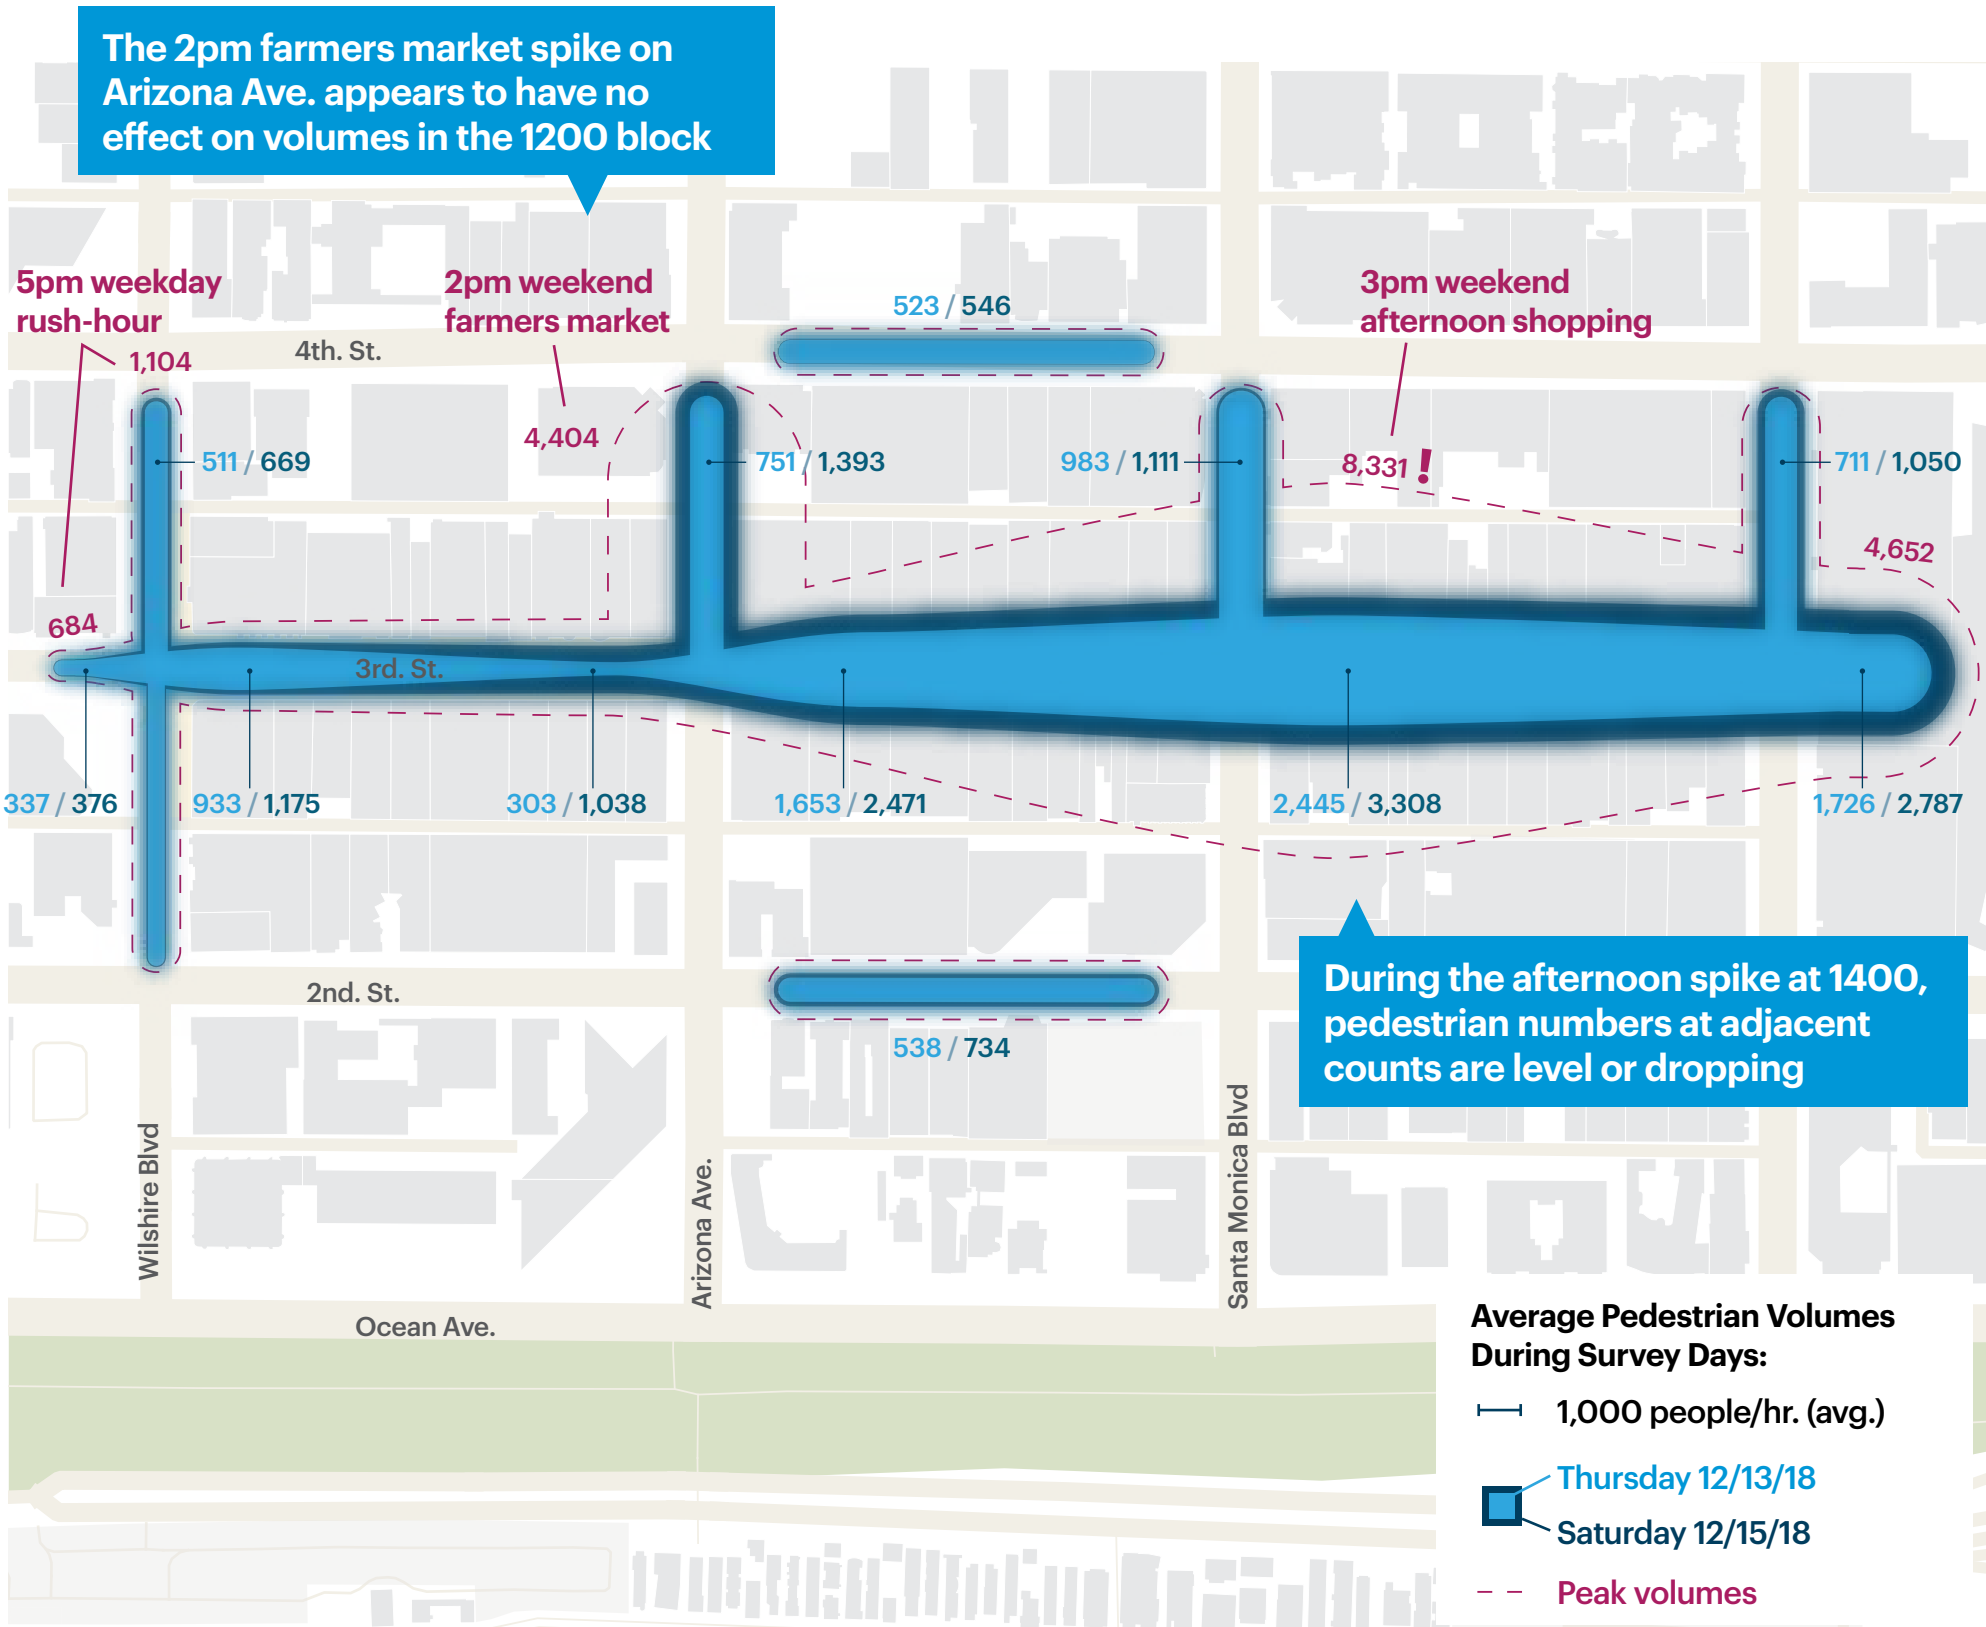 The 2pm farmers market spike on
Arizona Ave. appears to have no
effect on volumes in the 1200 block
5pm weekday
rush-hour
1,104
2pm weekend
farmers market
4,404
523 / 546
3pm weekend
afternoon shopping
8,331 !
4th. St.
511 / 669
751 / 1,393
983 / 1,111
711 / 1,050
4,652
684
3rd. St.
337 / 376
933 / 1,175
303 / 1,038
1,653 / 2,471
2,445 / 3,308
1,726 / 2,787
2nd. St.
538 / 734
During the afternoon spike at 1400,
pedestrian numbers at adjacent
counts are level or dropping
Wilshire Blvd
Arizona Ave.
Santa Monica Blvd
Ocean Ave.
Average Pedestrian Volumes
During Survey Days:
1,000 people/hr. (avg.)
Thursday 12/13/18
Saturday 12/15/18
Peak volumes